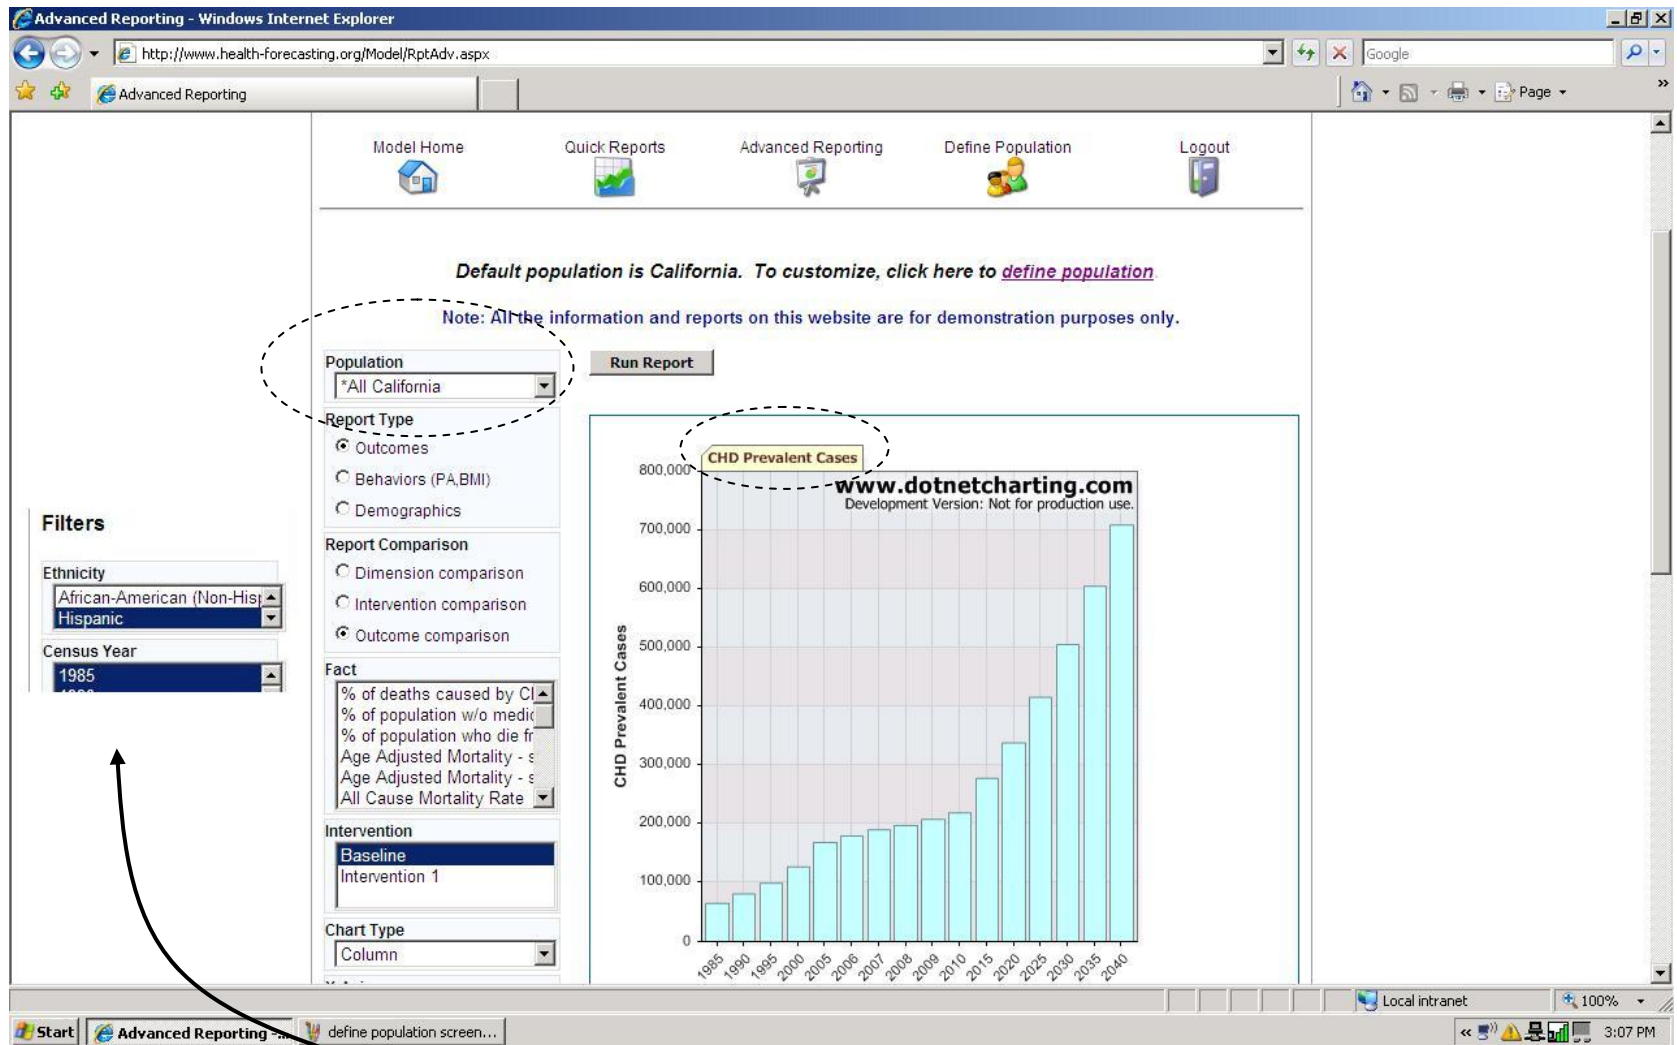 Advanced Reporting - Windows Internet Explorer
http://www.health-forecasting.org/Model/RptAdv.aspx
Google
Advanced Reporting
Page
Model Home
Quick Reports
Advanced Reporting
Define Population
Logout
Default population is California. To customize, click here to define population
Note: All the information and reports on this website are for demonstration purposes only.
Filters
Ethnicity
African-American (Non-Hisp
Hispanic
Census Year
1985
Population
*All California
Report Type
Outcomes
Behaviors (PA,BMI)
Demographics
Report Comparison
Dimension comparison
Intervention comparison
Outcome comparison
Fact
% of deaths caused by C
% of population w/o medic
% of population who die fr
Age Adjusted Mortality - s
Age Adjusted Mortality - s
All Cause Mortality Rate
Intervention
Baseline
Intervention 1
Chart Type
Column
Run Report
CHD Prevalent Cases
www.dotnetcharting.com
Development Version: Not for production use.
CHD Prevalent Cases
800,000
700,000
600,000
500,000
400,000
300,000
200,000
100,000
0
1985 1990 1995 2000 2005 2006 2007 2008 2009 2010 2015 2020 2025 2030 2035 2040
Local intranet
100%
Start
Advanced Reporting -...
define population screen...
3:07 PM